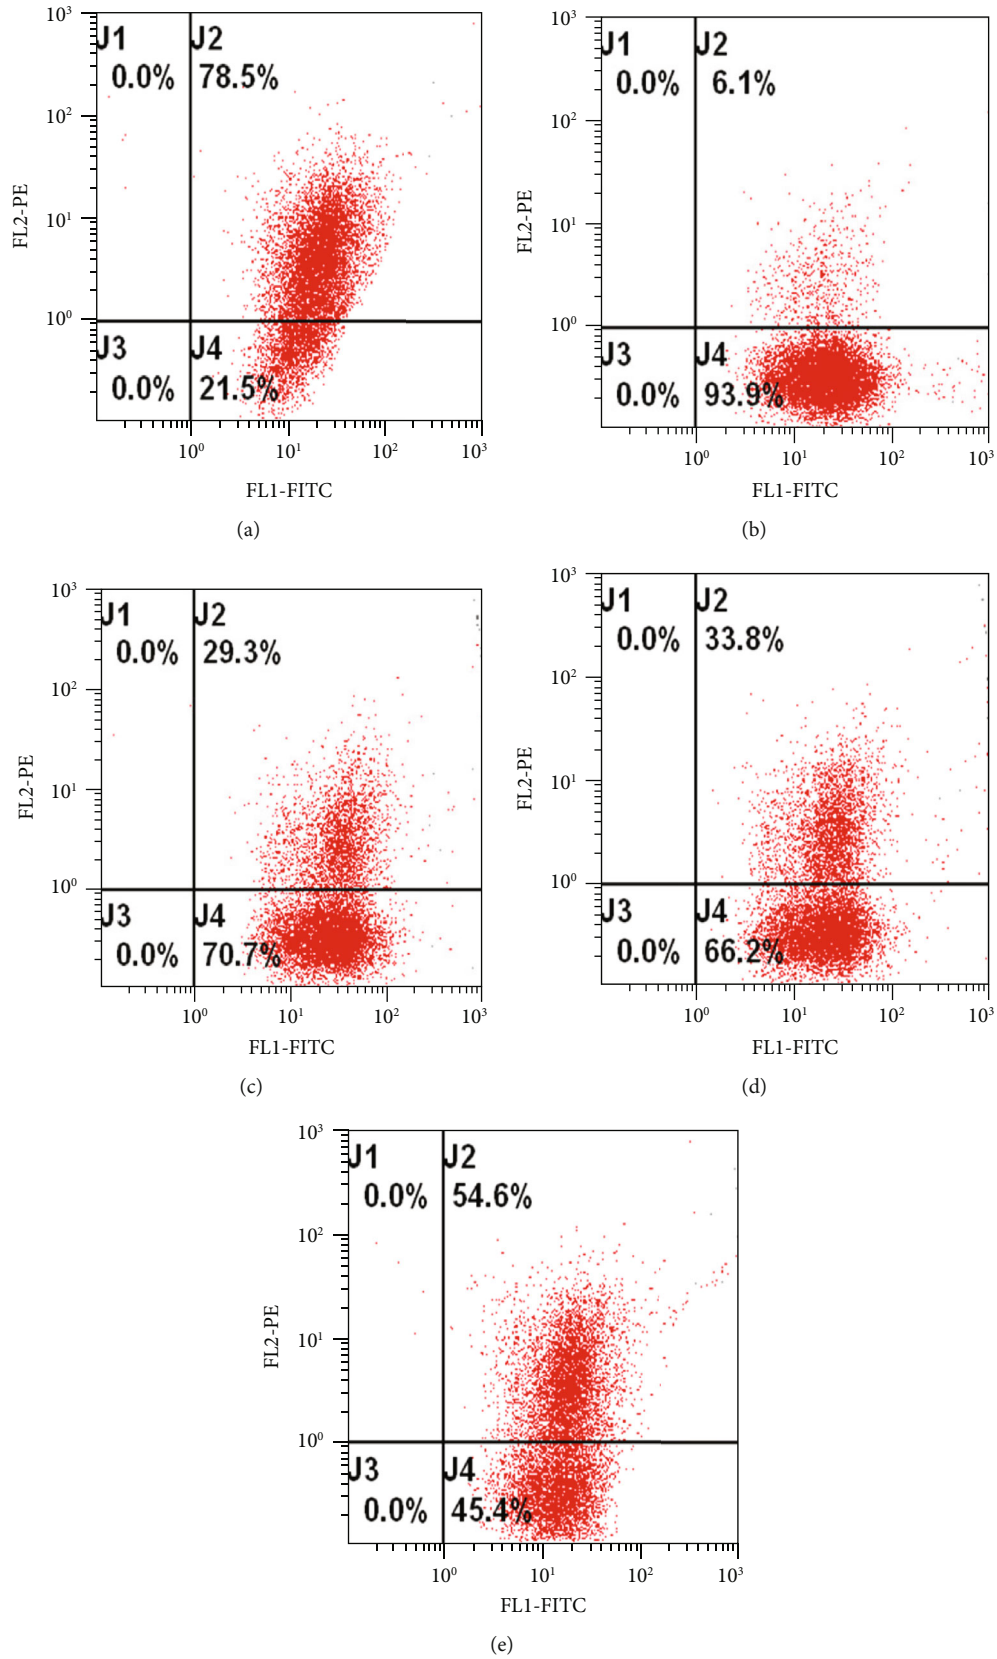 10³
J1 J2
0.0% 78.5%
10²
FL2-PE
10¹
10⁰
J3 J4
0.0% 21.5%
10⁰ 10¹ 10² 10³
FL1-FITC
(a)
10³
J1 J2
0.0% 6.1%
10²
FL2-PE
10¹
10⁰
J3 J4
0.0% 93.9%
10⁰ 10¹ 10² 10³
FL1-FITC
(b)
10³
J1 J2
0.0% 29.3%
10²
FL2-PE
10¹
10⁰
J3 J4
0.0% 70.7%
10⁰ 10¹ 10² 10³
FL1-FITC
(c)
10³
J1 J2
0.0% 33.8%
10²
FL2-PE
10¹
10⁰
J3 J4
0.0% 66.2%
10⁰ 10¹ 10² 10³
FL1-FITC
(d)
10³
J1 J2
0.0% 54.6%
10²
FL2-PE
10¹
10⁰
J3 J4
0.0% 45.4%
10⁰ 10¹ 10² 10³
FL1-FITC
(e)